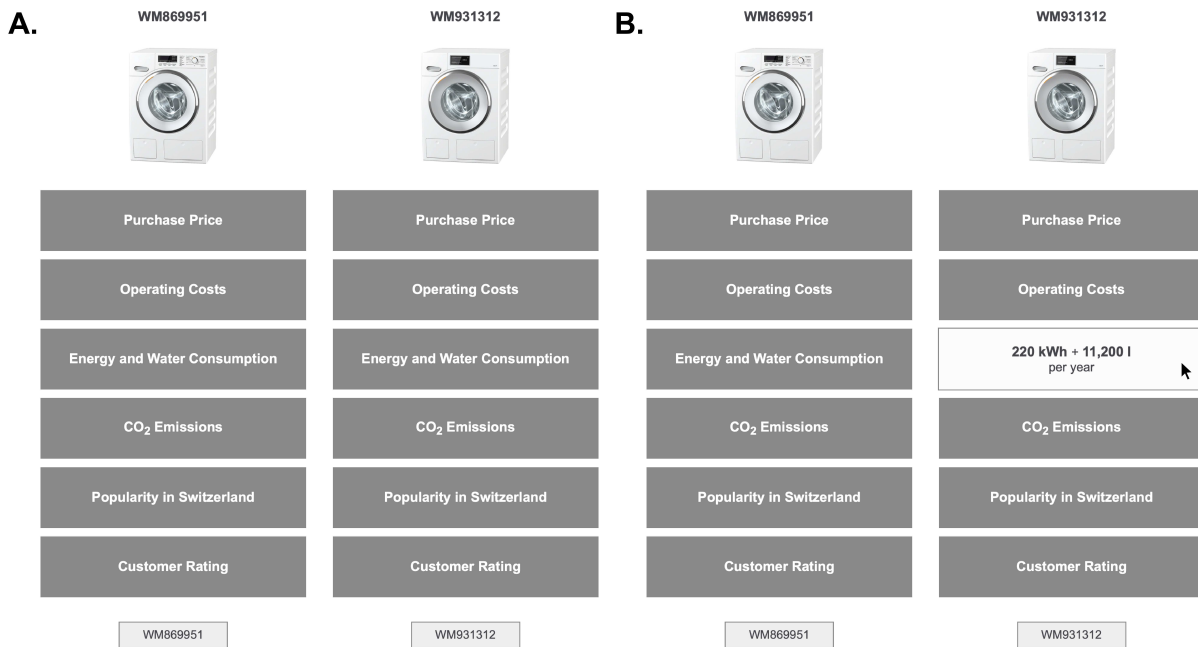 A.
WM869951
WM931312
Purchase Price
Purchase Price
Operating Costs
Operating Costs
Energy and Water Consumption
Energy and Water Consumption
CO₂ Emissions
CO₂ Emissions
Popularity in Switzerland
Popularity in Switzerland
Customer Rating
Customer Rating
WM869951
WM931312
B.
WM869951
WM931312
Purchase Price
Purchase Price
Operating Costs
Operating Costs
Energy and Water Consumption
220 kWh + 11,200 l
per year
CO₂ Emissions
CO₂ Emissions
Popularity in Switzerland
Popularity in Switzerland
Customer Rating
Customer Rating
WM869951
WM931312